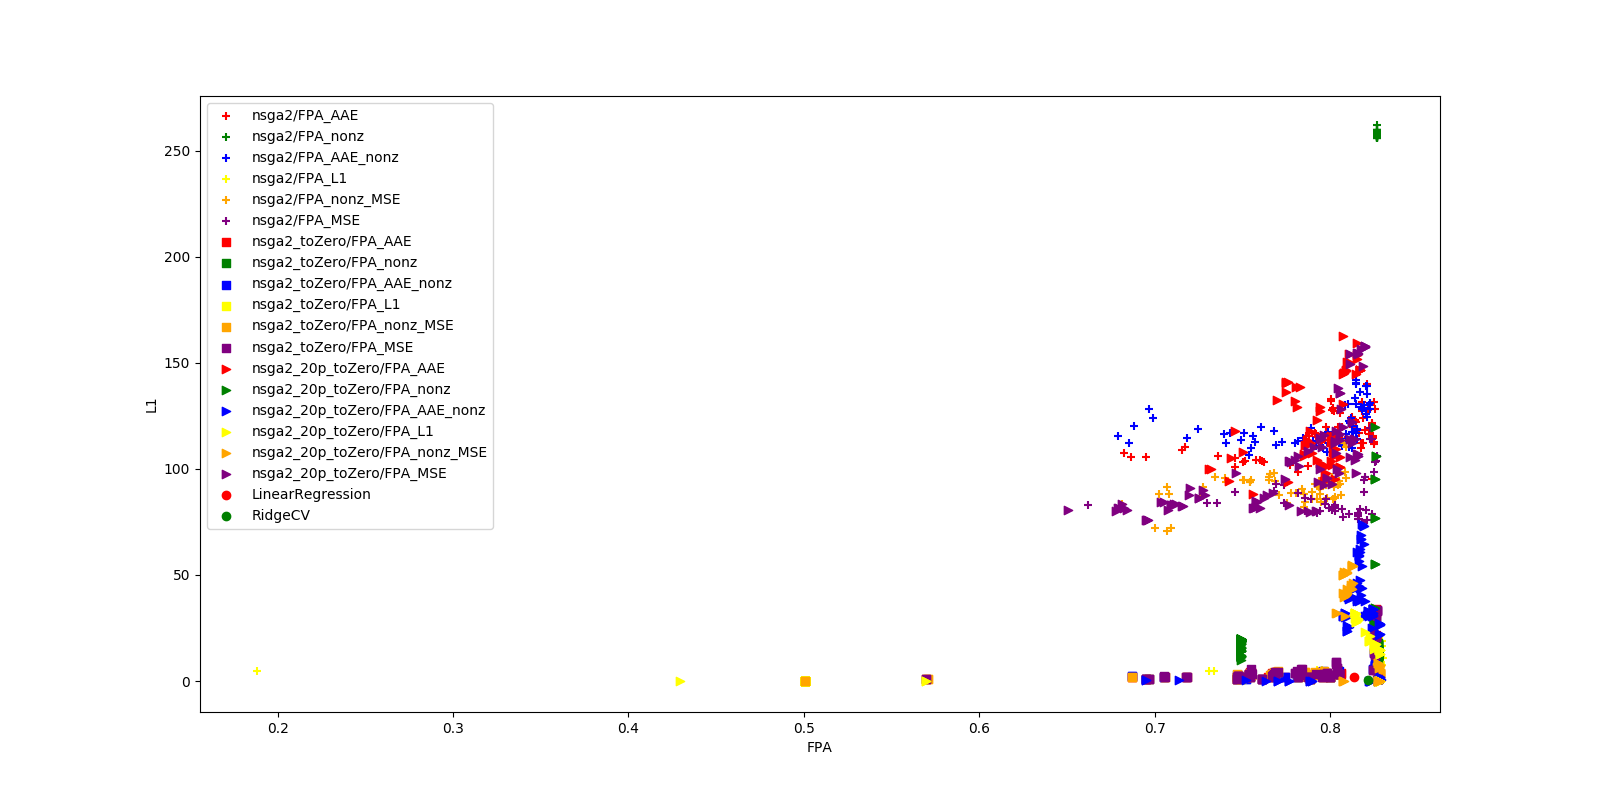 nsga2/FPA_AAE
nsga2/FPA_nonz
nsga2/FPA_AAE_nonz
nsga2/FPA_L1
nsga2/FPA_nonz_MSE
nsga2/FPA_MSE
nsga2_toZero/FPA_AAE
nsga2_toZero/FPA_nonz
nsga2_toZero/FPA_AAE_nonz
nsga2_toZero/FPA_L1
nsga2_toZero/FPA_nonz_MSE
nsga2_toZero/FPA_MSE
nsga2_20p_toZero/FPA_AAE
nsga2_20p_toZero/FPA_nonz
nsga2_20p_toZero/FPA_AAE_nonz
nsga2_20p_toZero/FPA_L1
nsga2_20p_toZero/FPA_nonz_MSE
nsga2_20p_toZero/FPA_MSE
LinearRegression
RidgeCV
250
200
150
100
50
0
L1
0.2 0.3 0.4 0.5 0.6 0.7 0.8
FPA